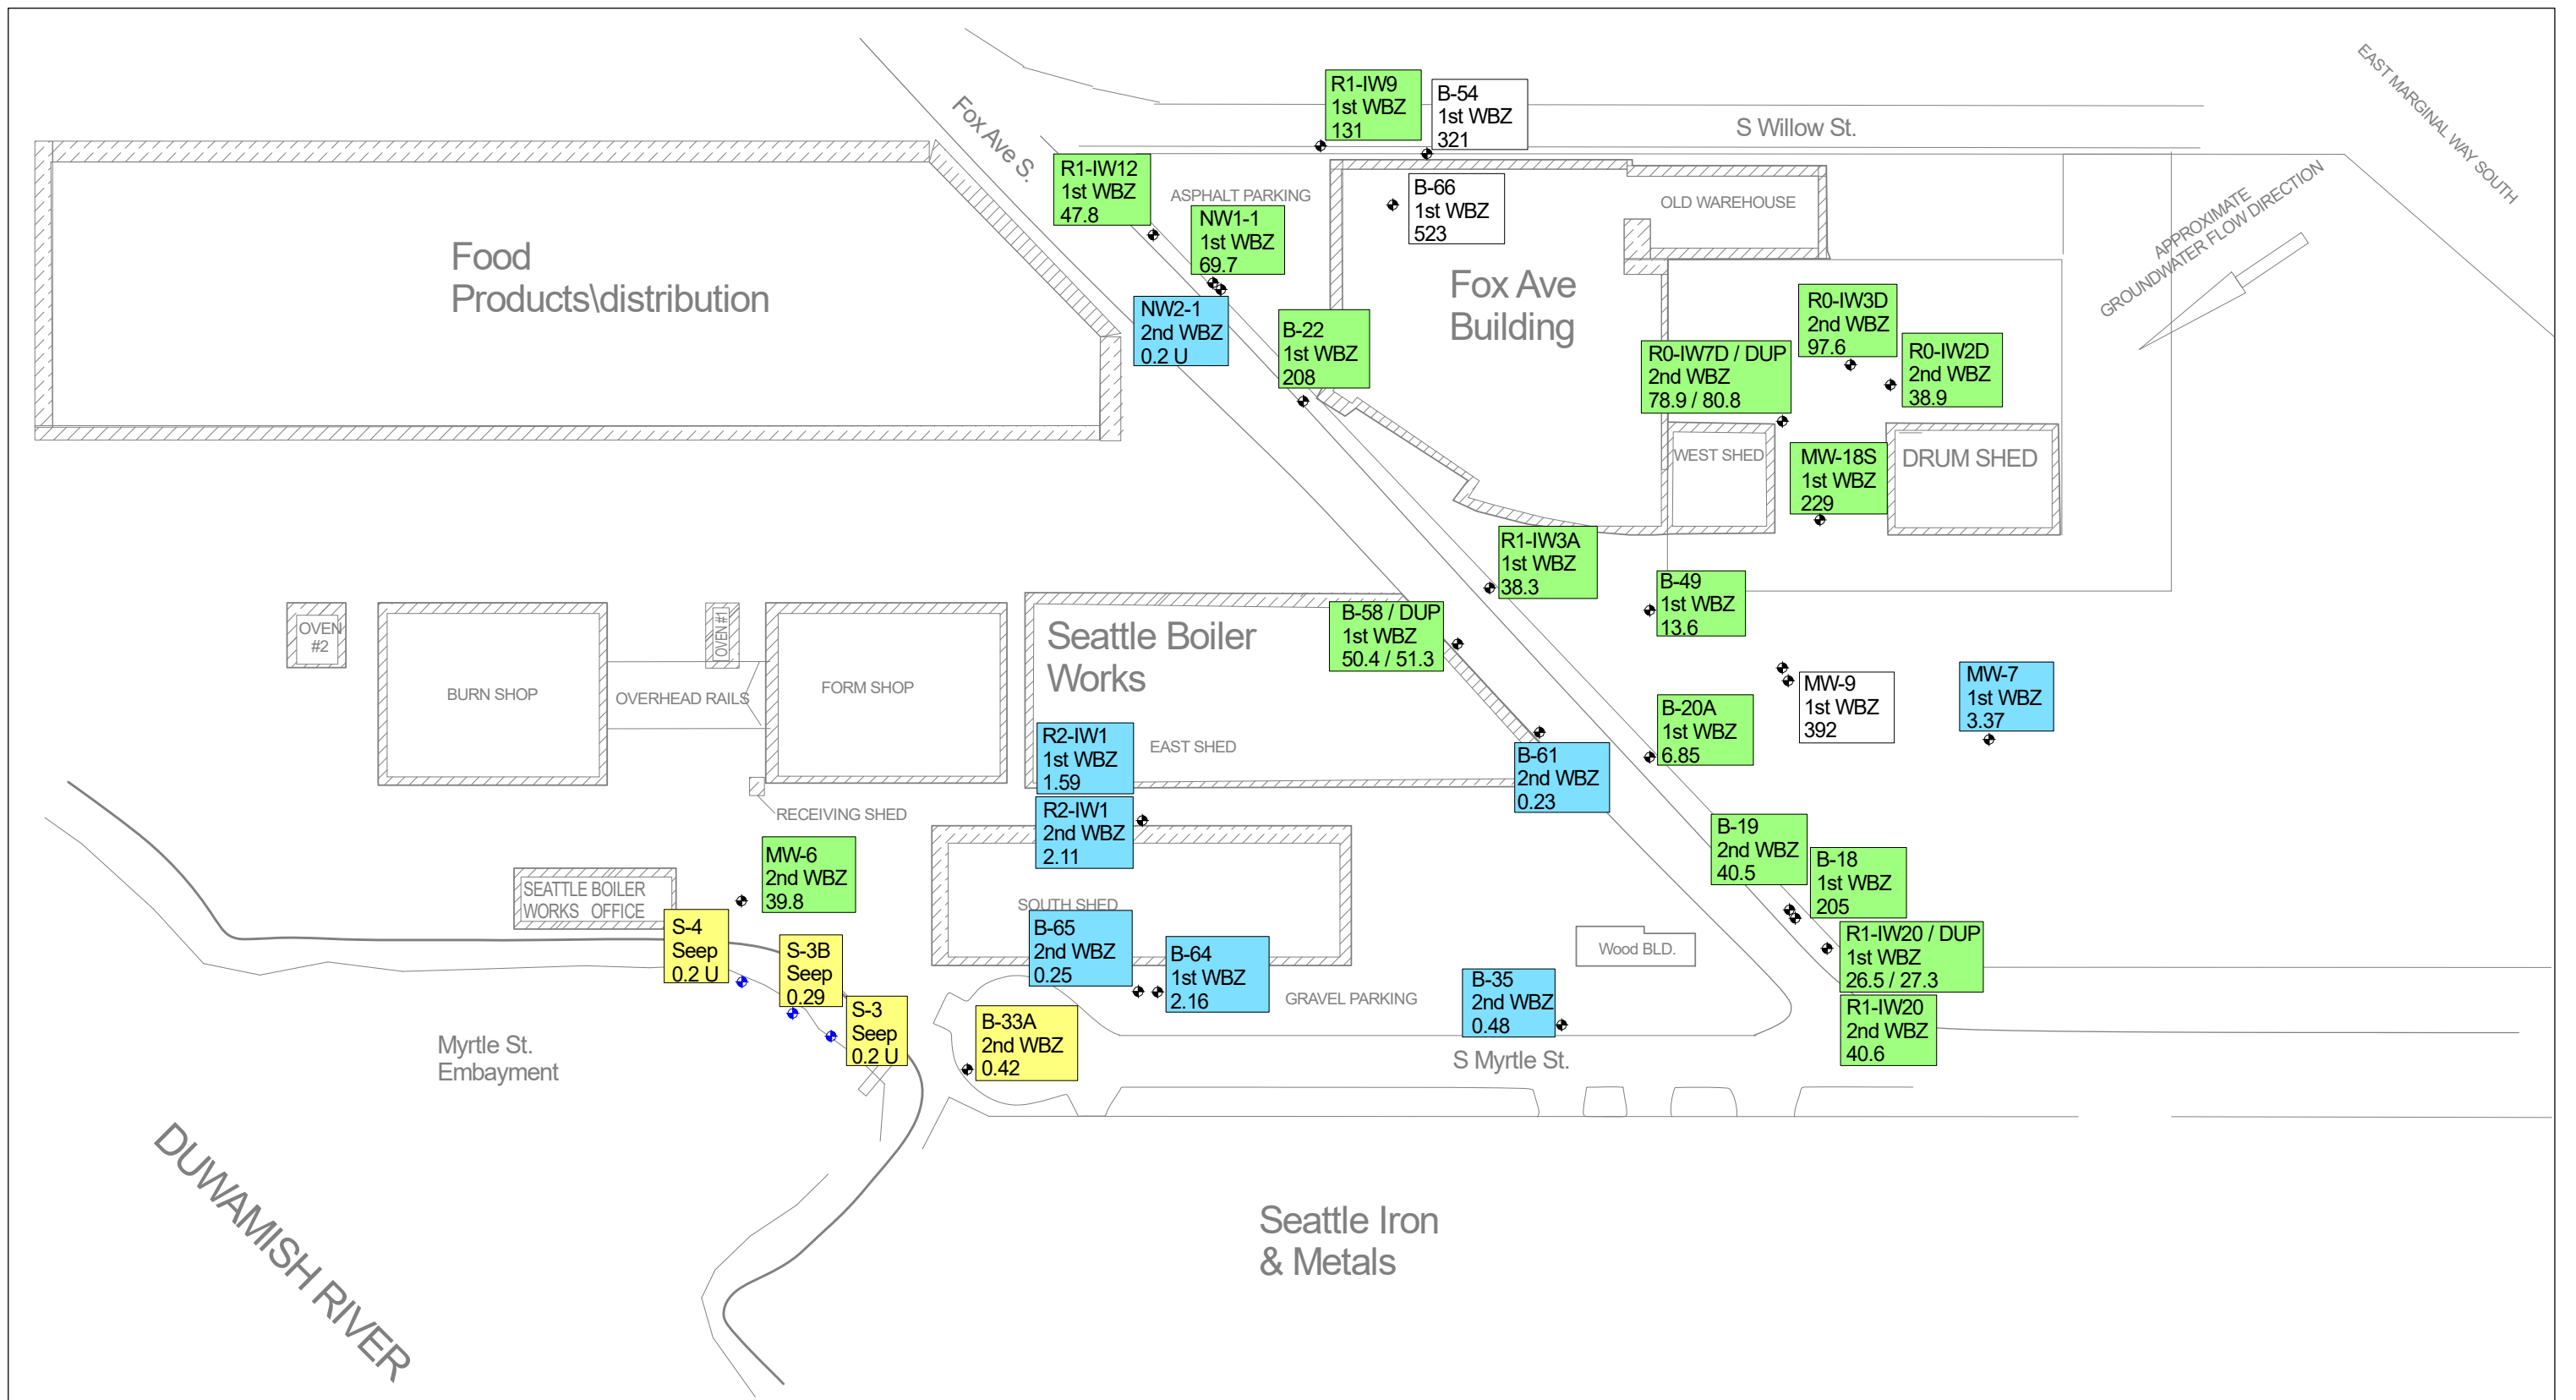 R1-IW9
1st WBZ
131
B-54
1st WBZ
321
S Willow St.
EAST MARGINAL WAY SOUTH
Fox Ave S.
R1-IW12
1st WBZ
47.8
ASPHALT PARKING
NW1-1
1st WBZ
69.7
B-66
1st WBZ
523
OLD WAREHOUSE
APPROXIMATE
GROUNDWATER FLOW DIRECTION
Food
Products\distribution
NW2-1
2nd WBZ
0.2 U
B-22
1st WBZ
208
Fox Ave
Building
R0-IW3D
2nd WBZ
97.6
R0-IW7D / DUP
2nd WBZ
78.9 / 80.8
R0-IW2D
2nd WBZ
38.9
WEST SHED
MW-18S
1st WBZ
229
DRUM SHED
R1-IW3A
1st WBZ
38.3
B-49
1st WBZ
13.6
OVEN
#2
BURN SHOP
OVERHEAD RAILS
OVEN #1
FORM SHOP
Seattle Boiler
Works
B-58 / DUP
1st WBZ
50.4 / 51.3
MW-9
1st WBZ
392
MW-7
1st WBZ
3.37
B-20A
1st WBZ
6.85
R2-IW1
1st WBZ
1.59
EAST SHED
B-61
2nd WBZ
0.23
R2-IW1
2nd WBZ
2.11
RECEIVING SHED
MW-6
2nd WBZ
39.8
B-19
2nd WBZ
40.5
B-18
1st WBZ
205
SEATTLE BOILER
WORKS OFFICE
SOUTH SHED
S-4
Seep
0.2 U
S-3B
Seep
0.29
S-3
Seep
0.2 U
B-65
2nd WBZ
0.25
B-64
1st WBZ
2.16
GRAVEL PARKING
Wood BLD.
B-35
2nd WBZ
0.48
R1-IW20 / DUP
1st WBZ
26.5 / 27.3
R1-IW20
2nd WBZ
40.6
B-33A
2nd WBZ
0.42
Myrtle St.
Embayment
S Myrtle St.
DUWAMISH RIVER
Seattle Iron
& Metals